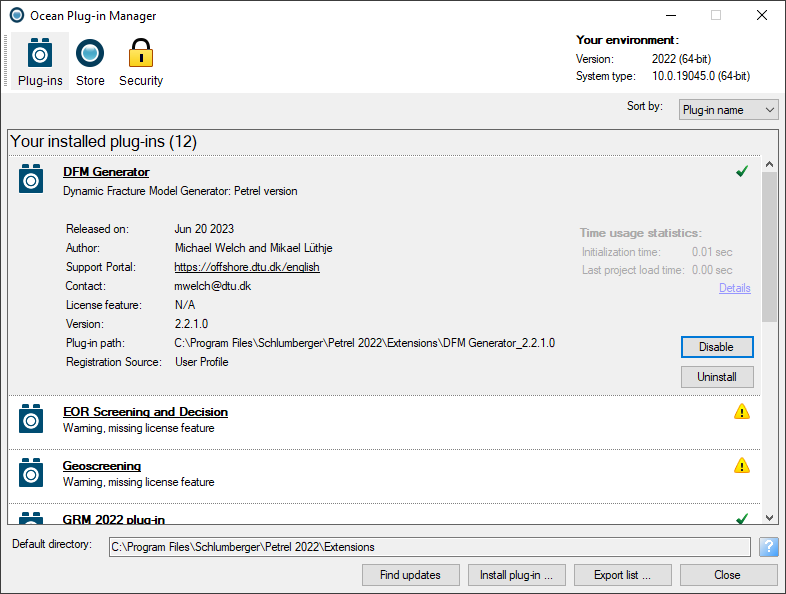 Ocean Plug-in Manager
Plug-ins
Store
Security
Your environment:
Version: 2022 (64-bit)
System type: 10.0.19045.0 (64-bit)
Sort by: Plug-in name
Your installed plug-ins (12)
DFM Generator
Dynamic Fracture Model Generator: Petrel version
Released on: Jun 20 2023
Author: Michael Welch and Mikael Lüthje
Support Portal: https://offshore.dtu.dk/english
Contact: mwelch@dtu.dk
License feature: N/A
Version: 2.2.1.0
Plug-in path: C:\Program Files\Schlumberger\Petrel 2022\Extensions\DFM Generator_2.2.1.0
Registration Source: User Profile
Time usage statistics:
Initialization time: 0.01 sec
Last project load time: 0.00 sec
Details
Disable
Uninstall
EOR Screening and Decision
Warning, missing license feature
Geoscreening
Warning, missing license feature
GRM 2022 plug-in
Default directory: C:\Program Files\Schlumberger\Petrel 2022\Extensions
?
Find updates
Install plug-in ...
Export list ...
Close